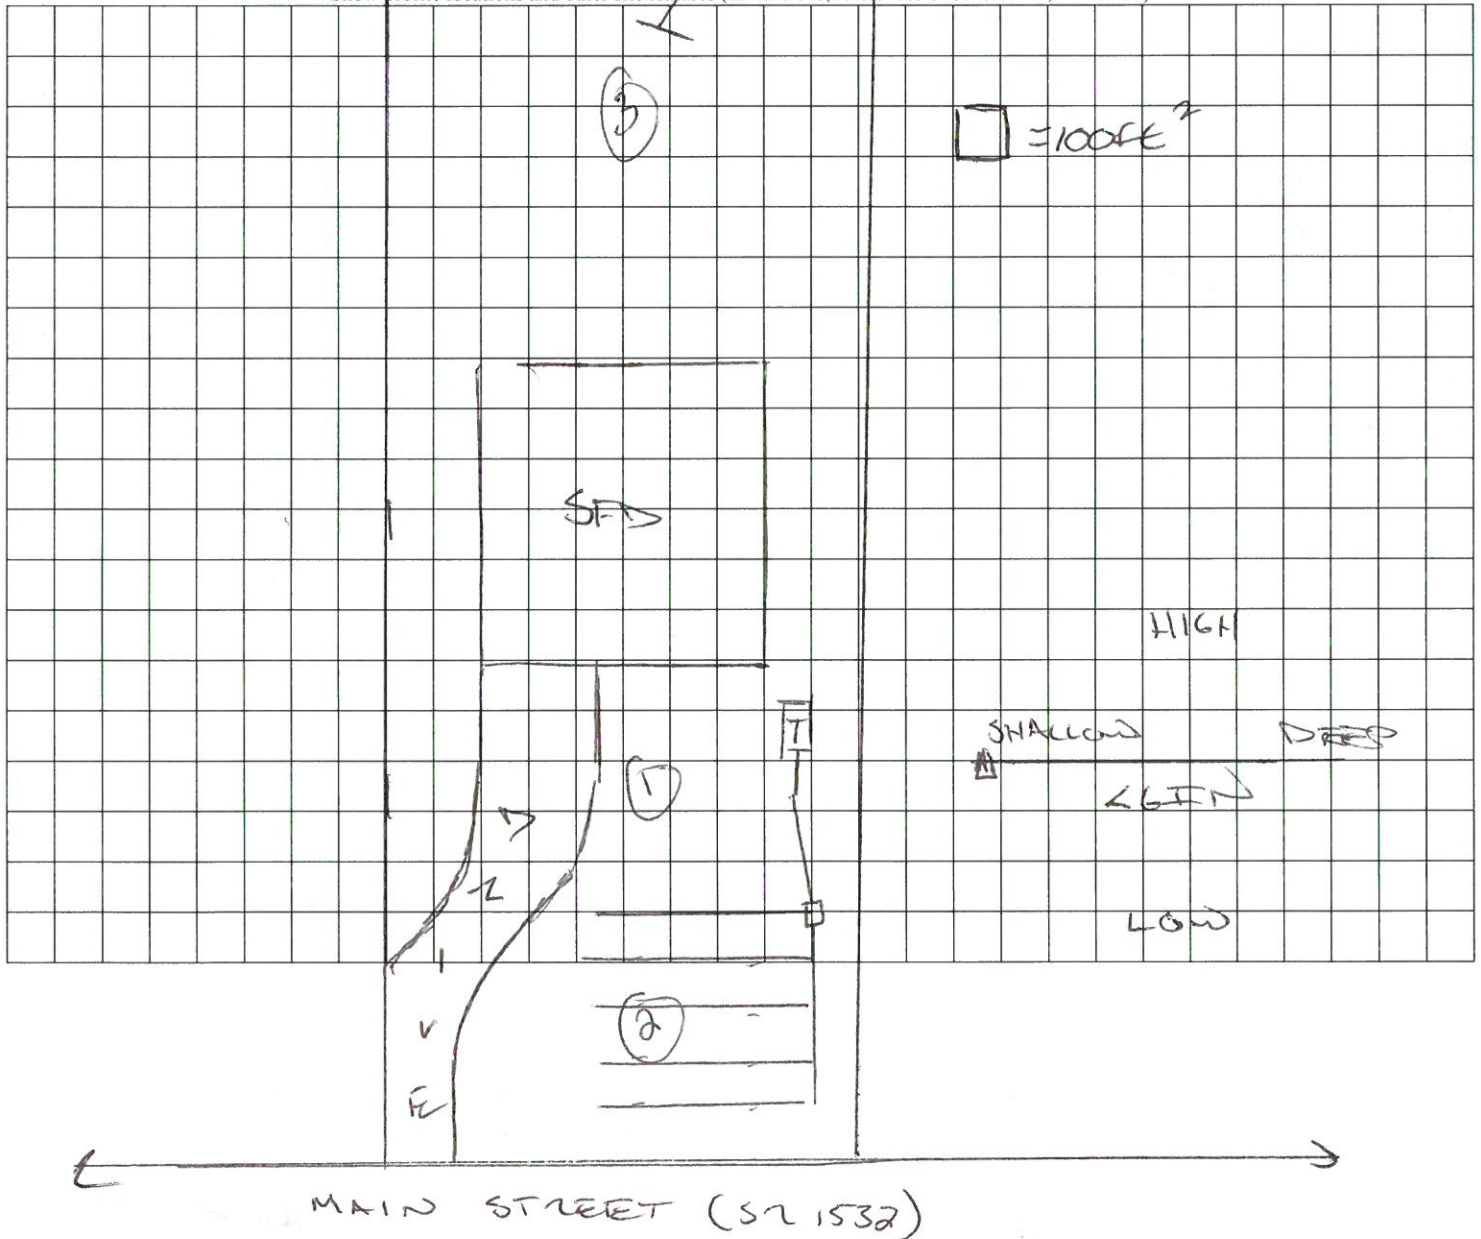 3
=100ft²
SFD
HIGH
T
SHALLOW DEEP
N
<6IN
1
D
R
I
V
E
LOW
2
MAIN STREET (SR 1532)